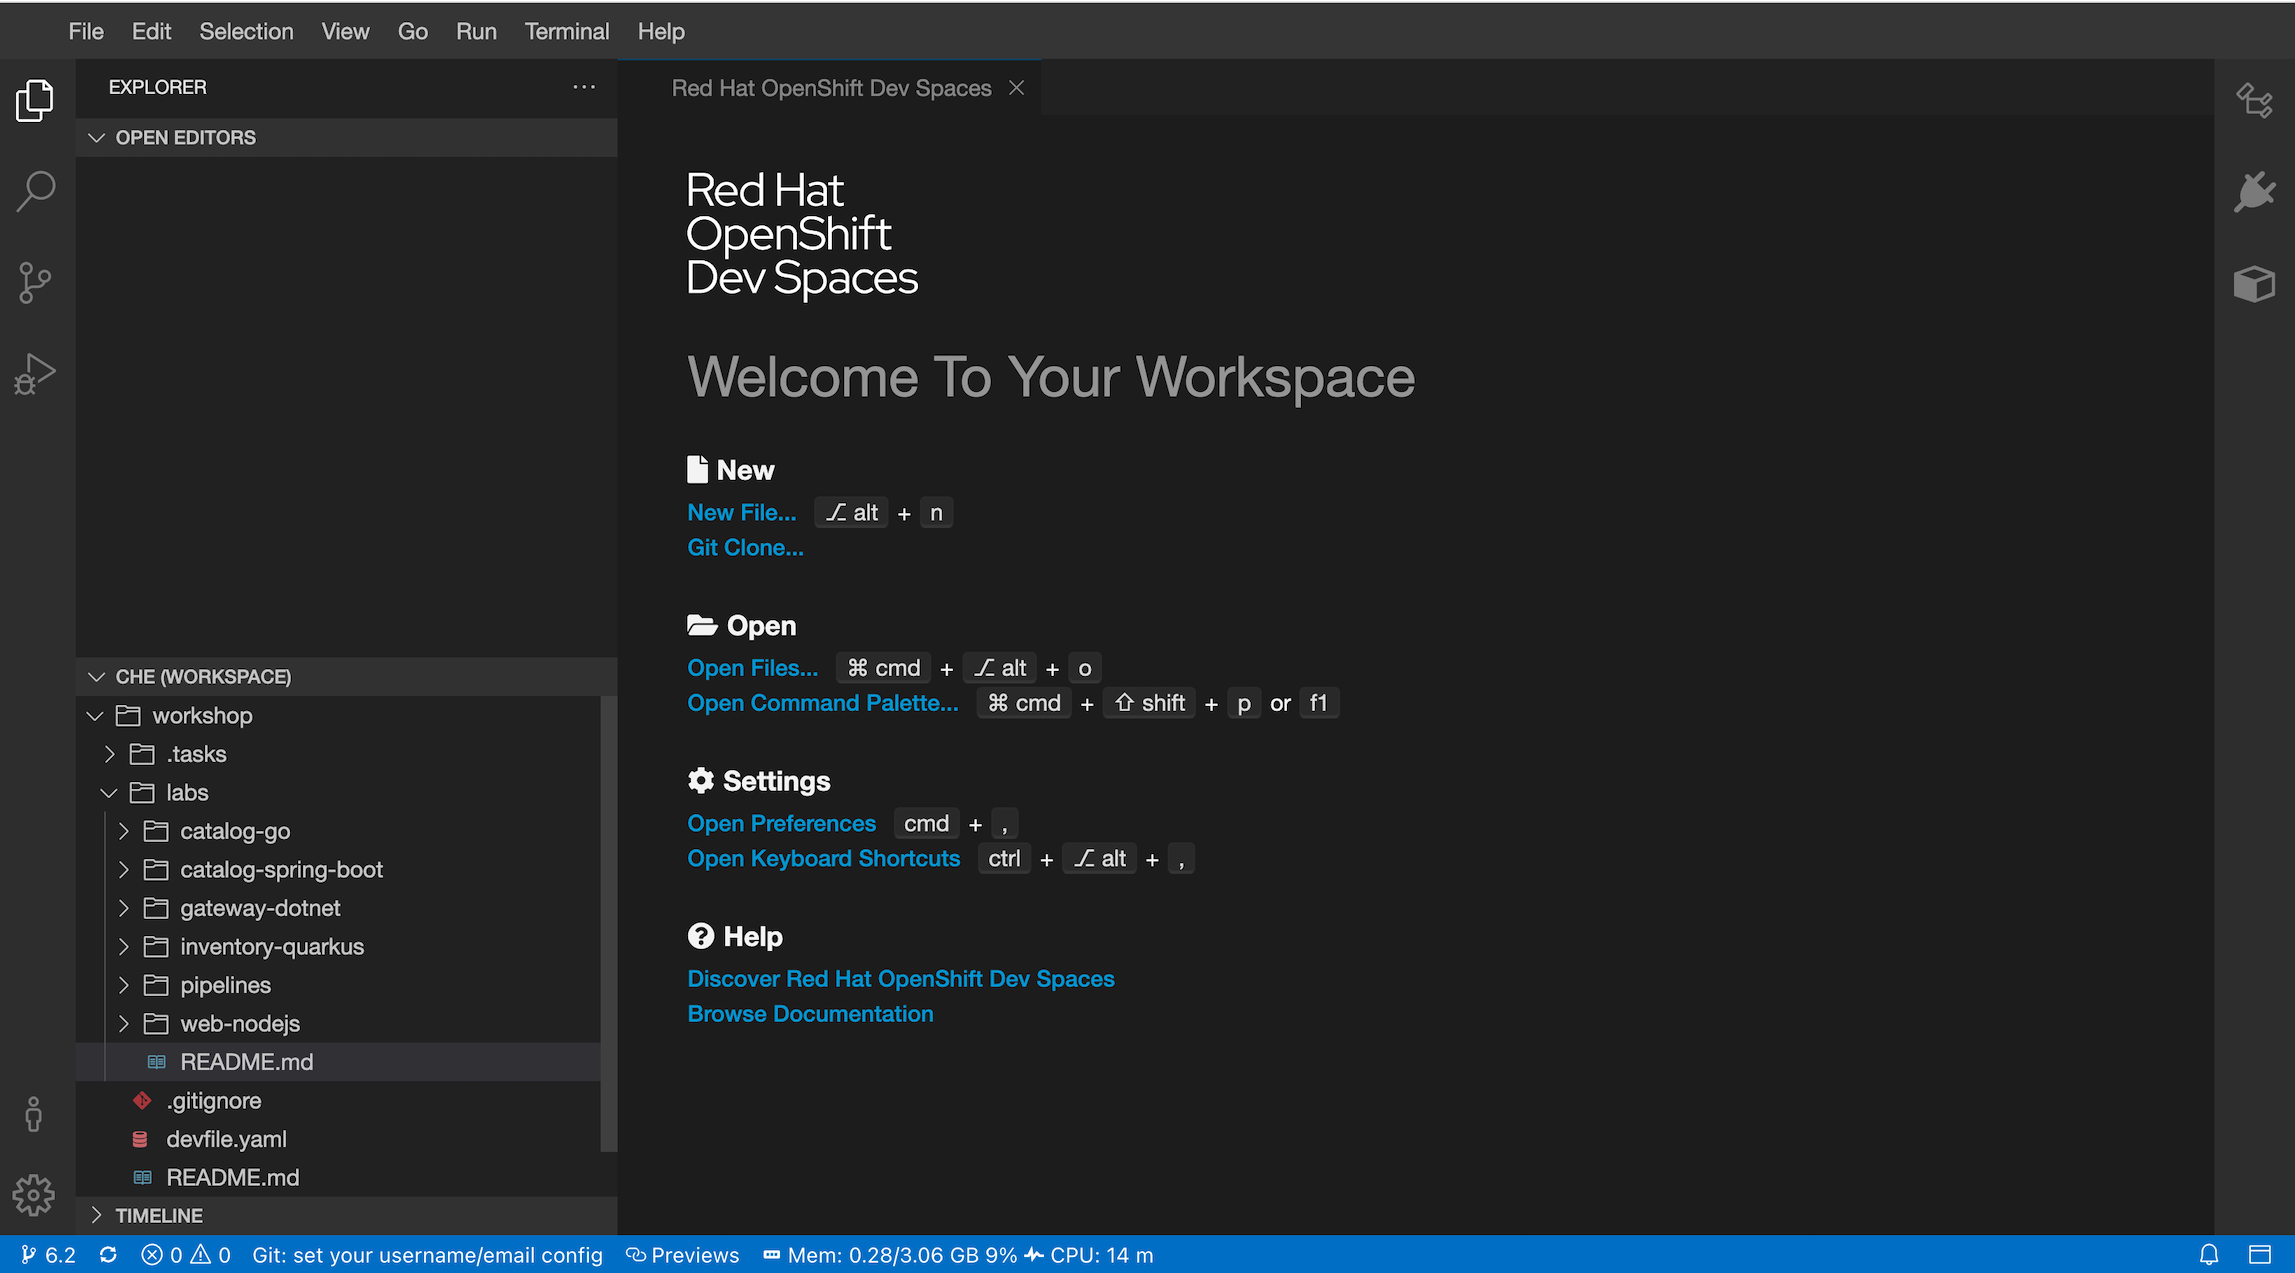 File Edit Selection View Go Run Terminal Help
EXPLORER
OPEN EDITORS
CHE (WORKSPACE)
workshop
.tasks
labs
catalog-go
catalog-spring-boot
gateway-dotnet
inventory-quarkus
pipelines
web-nodejs
README.md
.gitignore
devfile.yaml
README.md
TIMELINE
Red Hat OpenShift Dev Spaces
Red Hat
OpenShift
Dev Spaces
Welcome To Your Workspace
New
New File... ⌥ alt + n
Git Clone...
Open
Open Files... ⌘ cmd + ⌥ alt + o
Open Command Palette... ⌘ cmd + ⇧ shift + p or f1
Settings
Open Preferences cmd + ,
Open Keyboard Shortcuts ctrl + ⌥ alt + ,
Help
Discover Red Hat OpenShift Dev Spaces
Browse Documentation
6.2 0 0 Git: set your username/email config Previews Mem: 0.28/3.06 GB 9% CPU: 14 m